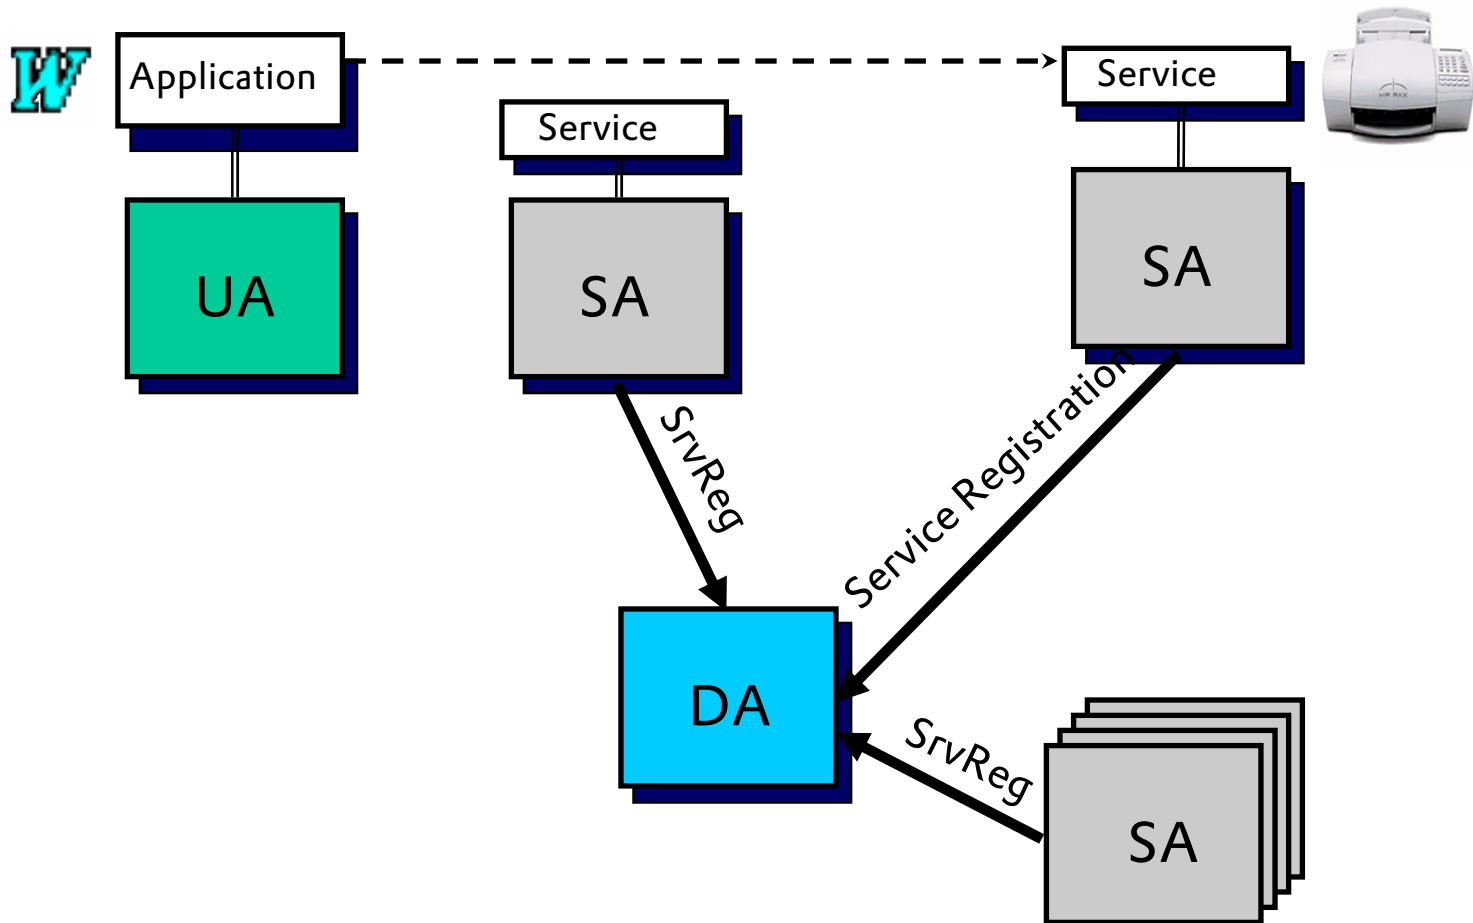 W
Application
Service
Service
UA
SA
SA
SrvReg
Service Registration
DA
SrvReg
SA